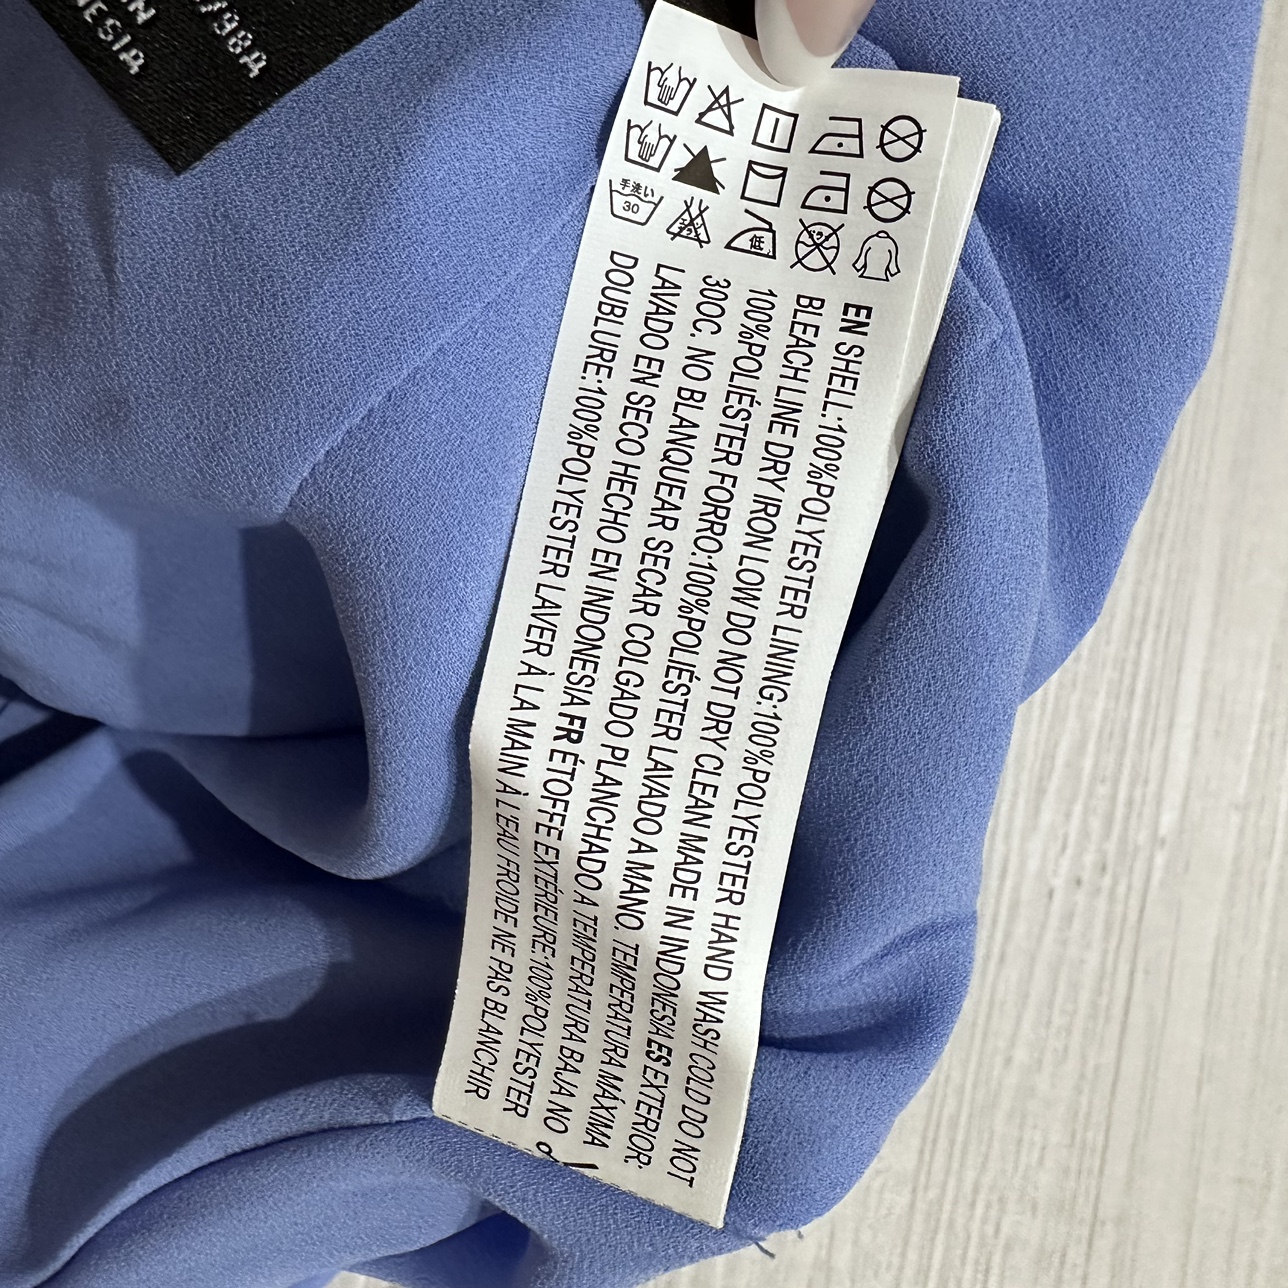 798A
ESIA
手洗い
30
低
EN SHELL:100%POLYESTER LINING:100%POLYESTER HAND WASH COLD DO NOT
BLEACH LINE DRY IRON LOW DO NOT DRY CLEAN MADE IN INDONESIA ES EXTERIOR:
100%POLIÉSTER FORRO:100%POLIÉSTER LAVADO A MANO, TEMPERATURA MÁXIMA
30OC. NO BLANQUEAR SECAR COLGADO PLANCHADO A TEMPERATURA BAJA NO
LAVADO EN SECO HECHO EN INDONESIA FR ÉTOFFE EXTÉRIEURE:100%POLYESTER
DOUBLURE:100%POLYESTER LAVER À LA MAIN À L'EAU FROIDE NE PAS BLANCHIR